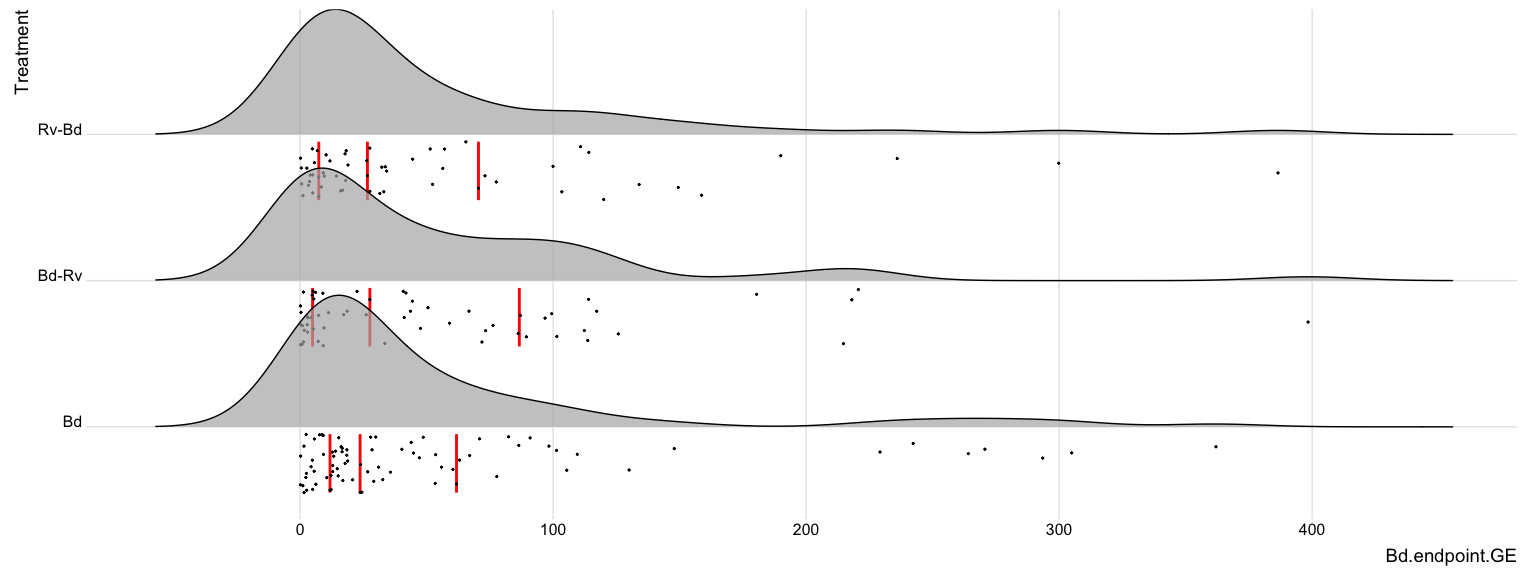 Treatment
Rv-Bd
Bd-Rv
Bd
0 100 200 300 400
Bd.endpoint.GE